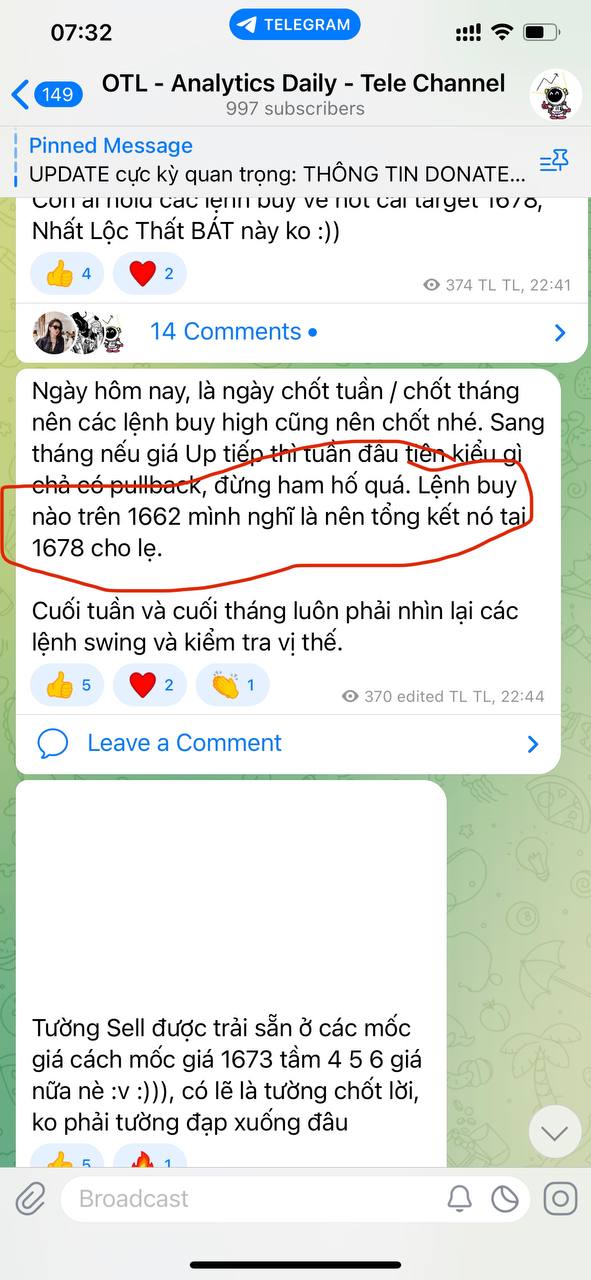 07:32
TELEGRAM
149
OTL - Analytics Daily - Tele Channel
997 subscribers
Pinned Message
UPDATE cực kỳ quan trọng: THÔNG TIN DONATE...
Còn ai hold các lệnh buy về nốt cái target 1678,
Nhất Lộc Thất BÁT này ko :))
4
2
374 TL TL, 22:41
14 Comments
Ngày hôm nay, là ngày chốt tuần / chốt tháng
nên các lệnh buy high cũng nên chốt nhé. Sang
tháng nếu giá Up tiếp thì tuần đầu tiên kiểu gì
chả có pullback, đừng ham hố quá. Lệnh buy
nào trên 1662 mình nghĩ là nên tổng kết nó tại
1678 cho lẹ.
Cuối tuần và cuối tháng luôn phải nhìn lại các
lệnh swing và kiểm tra vị thế.
5
2
1
370 edited TL TL, 22:44
Leave a Comment
Tường Sell được trải sẵn ở các mốc
giá cách mốc giá 1673 tầm 4 5 6 giá
nữa nè :v :))), có lẽ là tường chốt lời,
ko phải tường đạp xuống đâu
5
1
Broadcast